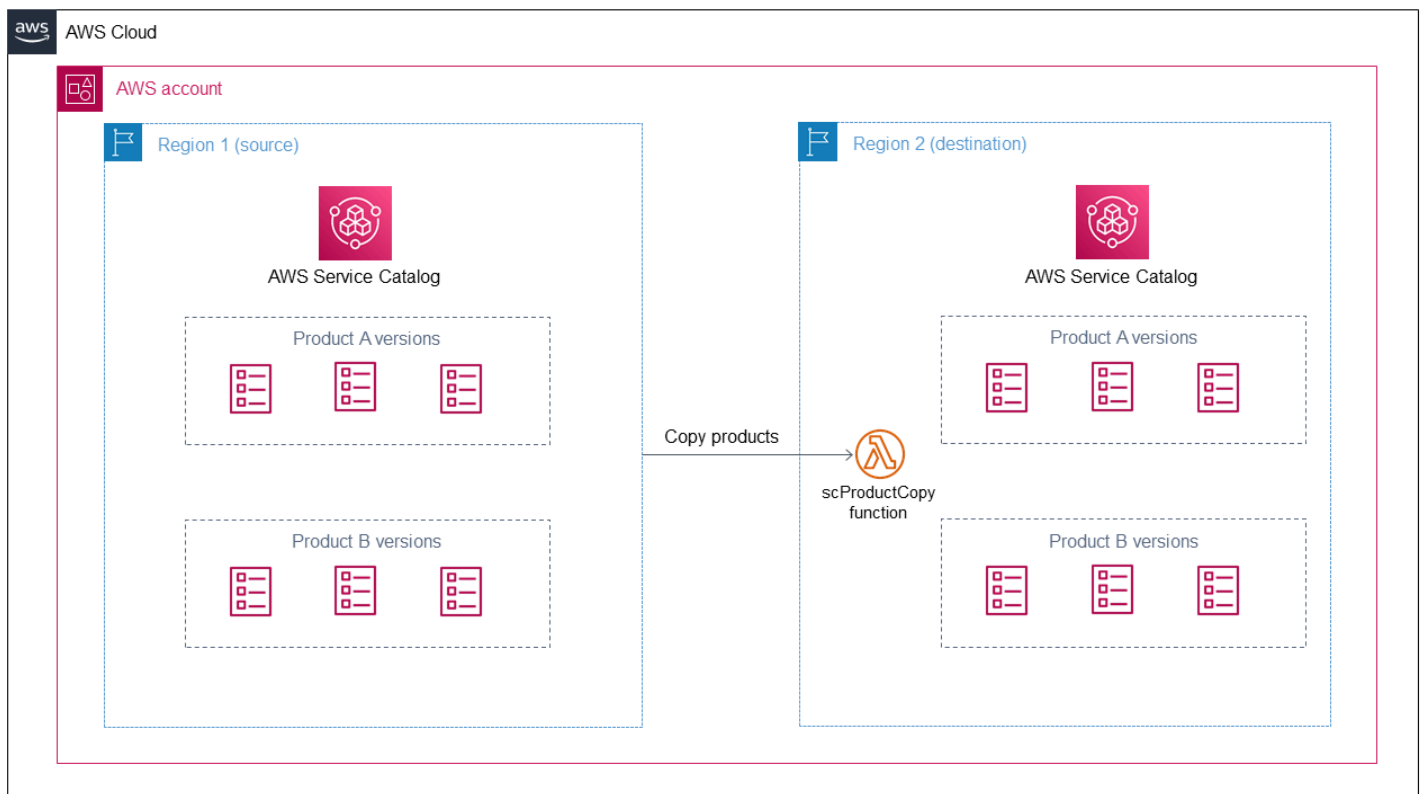 aws
AWS Cloud
AWS account
Region 1 (source)
Region 2 (destination)
AWS Service Catalog
AWS Service Catalog
Product A versions
Product A versions
Copy products
scProductCopy
function
Product B versions
Product B versions